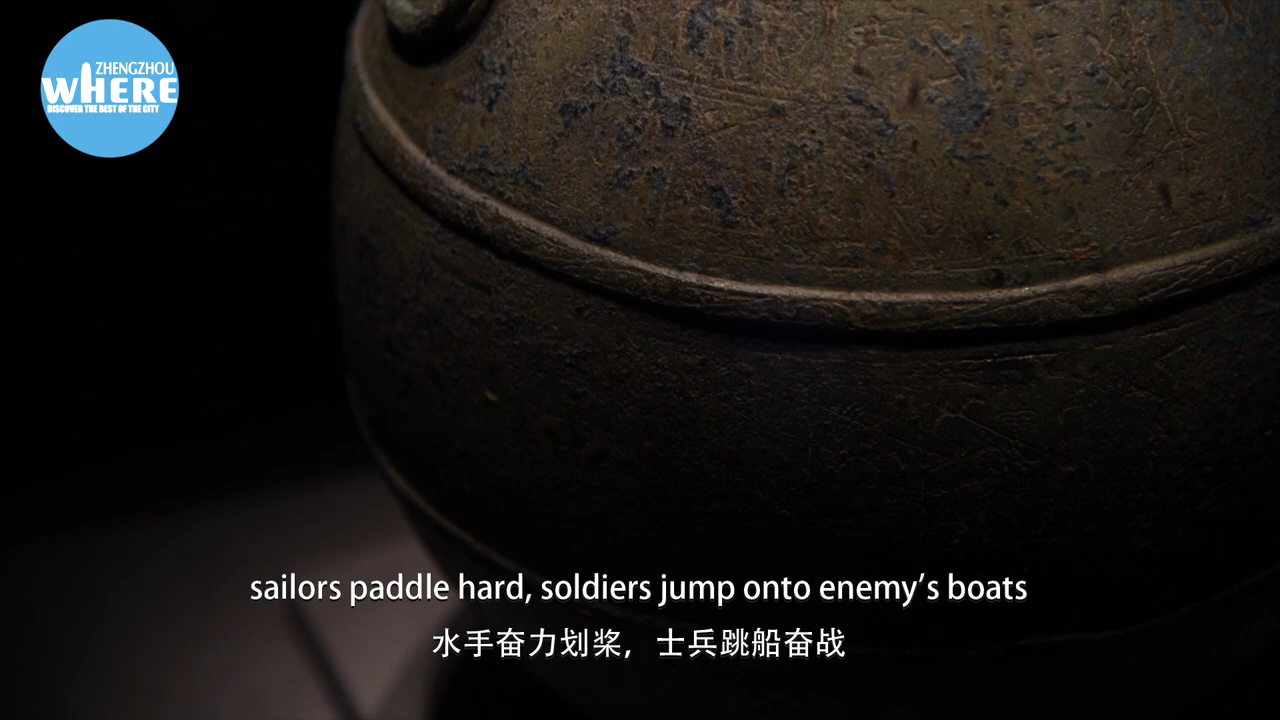 ZHENGZHOU
WHERE
DISCOVER THE BEST OF THE CITY
sailors paddle hard, soldiers jump onto enemy's boats
水手奋力划桨，士兵跳船奋战